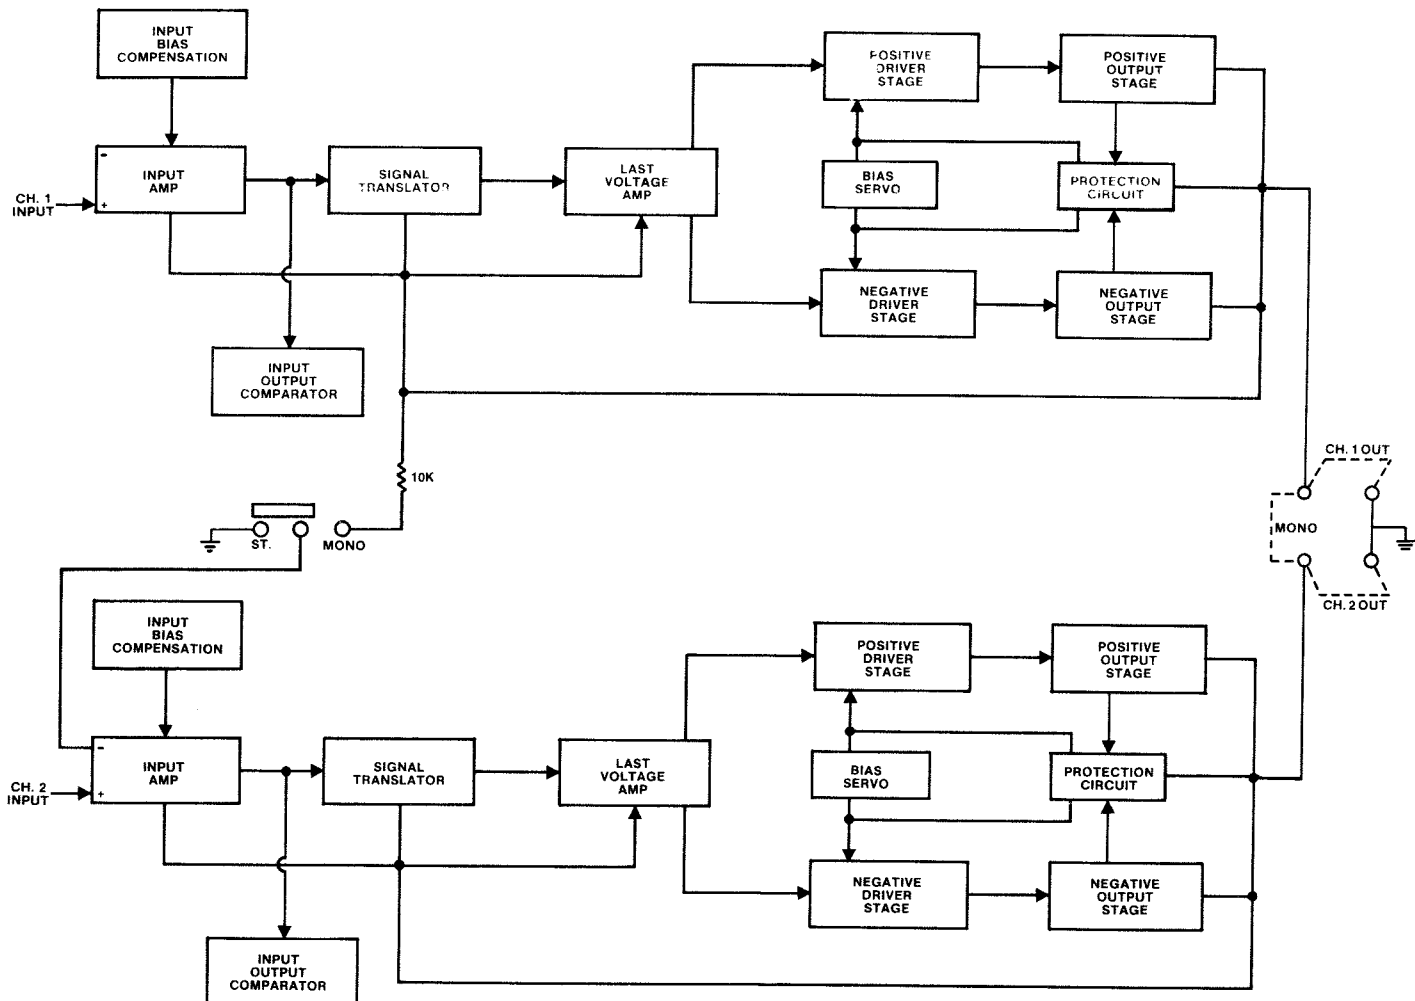 INPUT
BIAS
COMPENSATION
POSITIVE
DRIVER
STAGE
POSITIVE
OUTPUT
STAGE
-
INPUT
AMP
+
CH. 1
INPUT
SIGNAL
TRANSLATOR
LAST
VOLTAGE
AMP
BIAS
SERVO
PROTECTION
CIRCUIT
NEGATIVE
DRIVER
STAGE
NEGATIVE
OUTPUT
STAGE
INPUT
OUTPUT
COMPARATOR
10K
ST.
MONO
CH. 1 OUT
MONO
CH. 2 OUT
INPUT
BIAS
COMPENSATION
POSITIVE
DRIVER
STAGE
POSITIVE
OUTPUT
STAGE
-
INPUT
AMP
+
CH. 2
INPUT
SIGNAL
TRANSLATOR
LAST
VOLTAGE
AMP
BIAS
SERVO
PROTECTION
CIRCUIT
NEGATIVE
DRIVER
STAGE
NEGATIVE
OUTPUT
STAGE
INPUT
OUTPUT
COMPARATOR